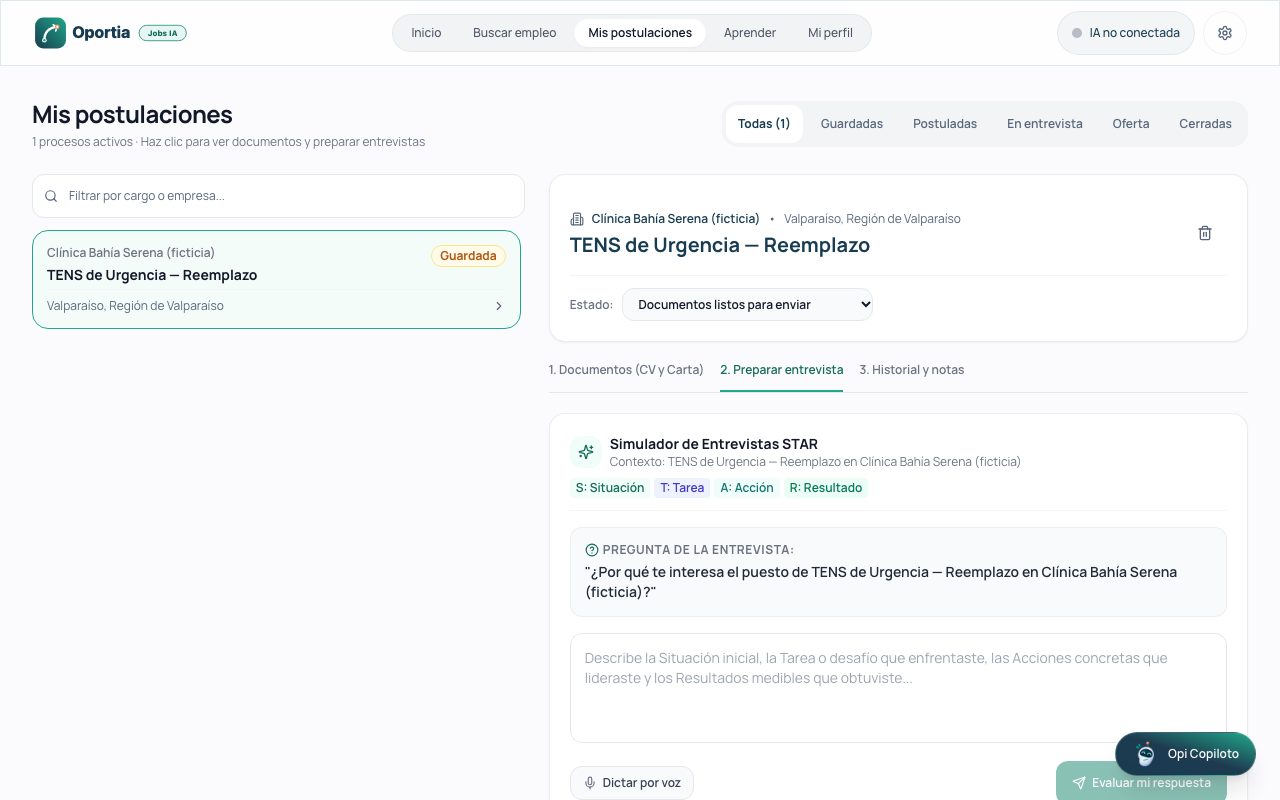 Oportia
Jobs IA
Inicio
Buscar empleo
Mis postulaciones
Aprender
Mi perfil
IA no conectada
Mis postulaciones
1 procesos activos · Haz clic para ver documentos y preparar entrevistas
Todas (1)
Guardadas
Postuladas
En entrevista
Oferta
Cerradas
Filtrar por cargo o empresa...
Clínica Bahía Serena (ficticia)
Guardada
TENS de Urgencia — Reemplazo
Valparaíso, Región de Valparaíso
Clínica Bahía Serena (ficticia) • Valparaíso, Región de Valparaíso
TENS de Urgencia — Reemplazo
Estado:
Documentos listos para enviar
1. Documentos (CV y Carta)
2. Preparar entrevista
3. Historial y notas
Simulador de Entrevistas STAR
Contexto: TENS de Urgencia — Reemplazo en Clínica Bahía Serena (ficticia)
S: Situación
T: Tarea
A: Acción
R: Resultado
PREGUNTA DE LA ENTREVISTA:
"¿Por qué te interesa el puesto de TENS de Urgencia — Reemplazo en Clínica Bahía Serena
(ficticia)?"
Describe la Situación inicial, la Tarea o desafío que enfrentaste, las Acciones concretas que
lideraste y los Resultados medibles que obtuviste...
Opi Copiloto
Dictar por voz
Evaluar mi respuesta